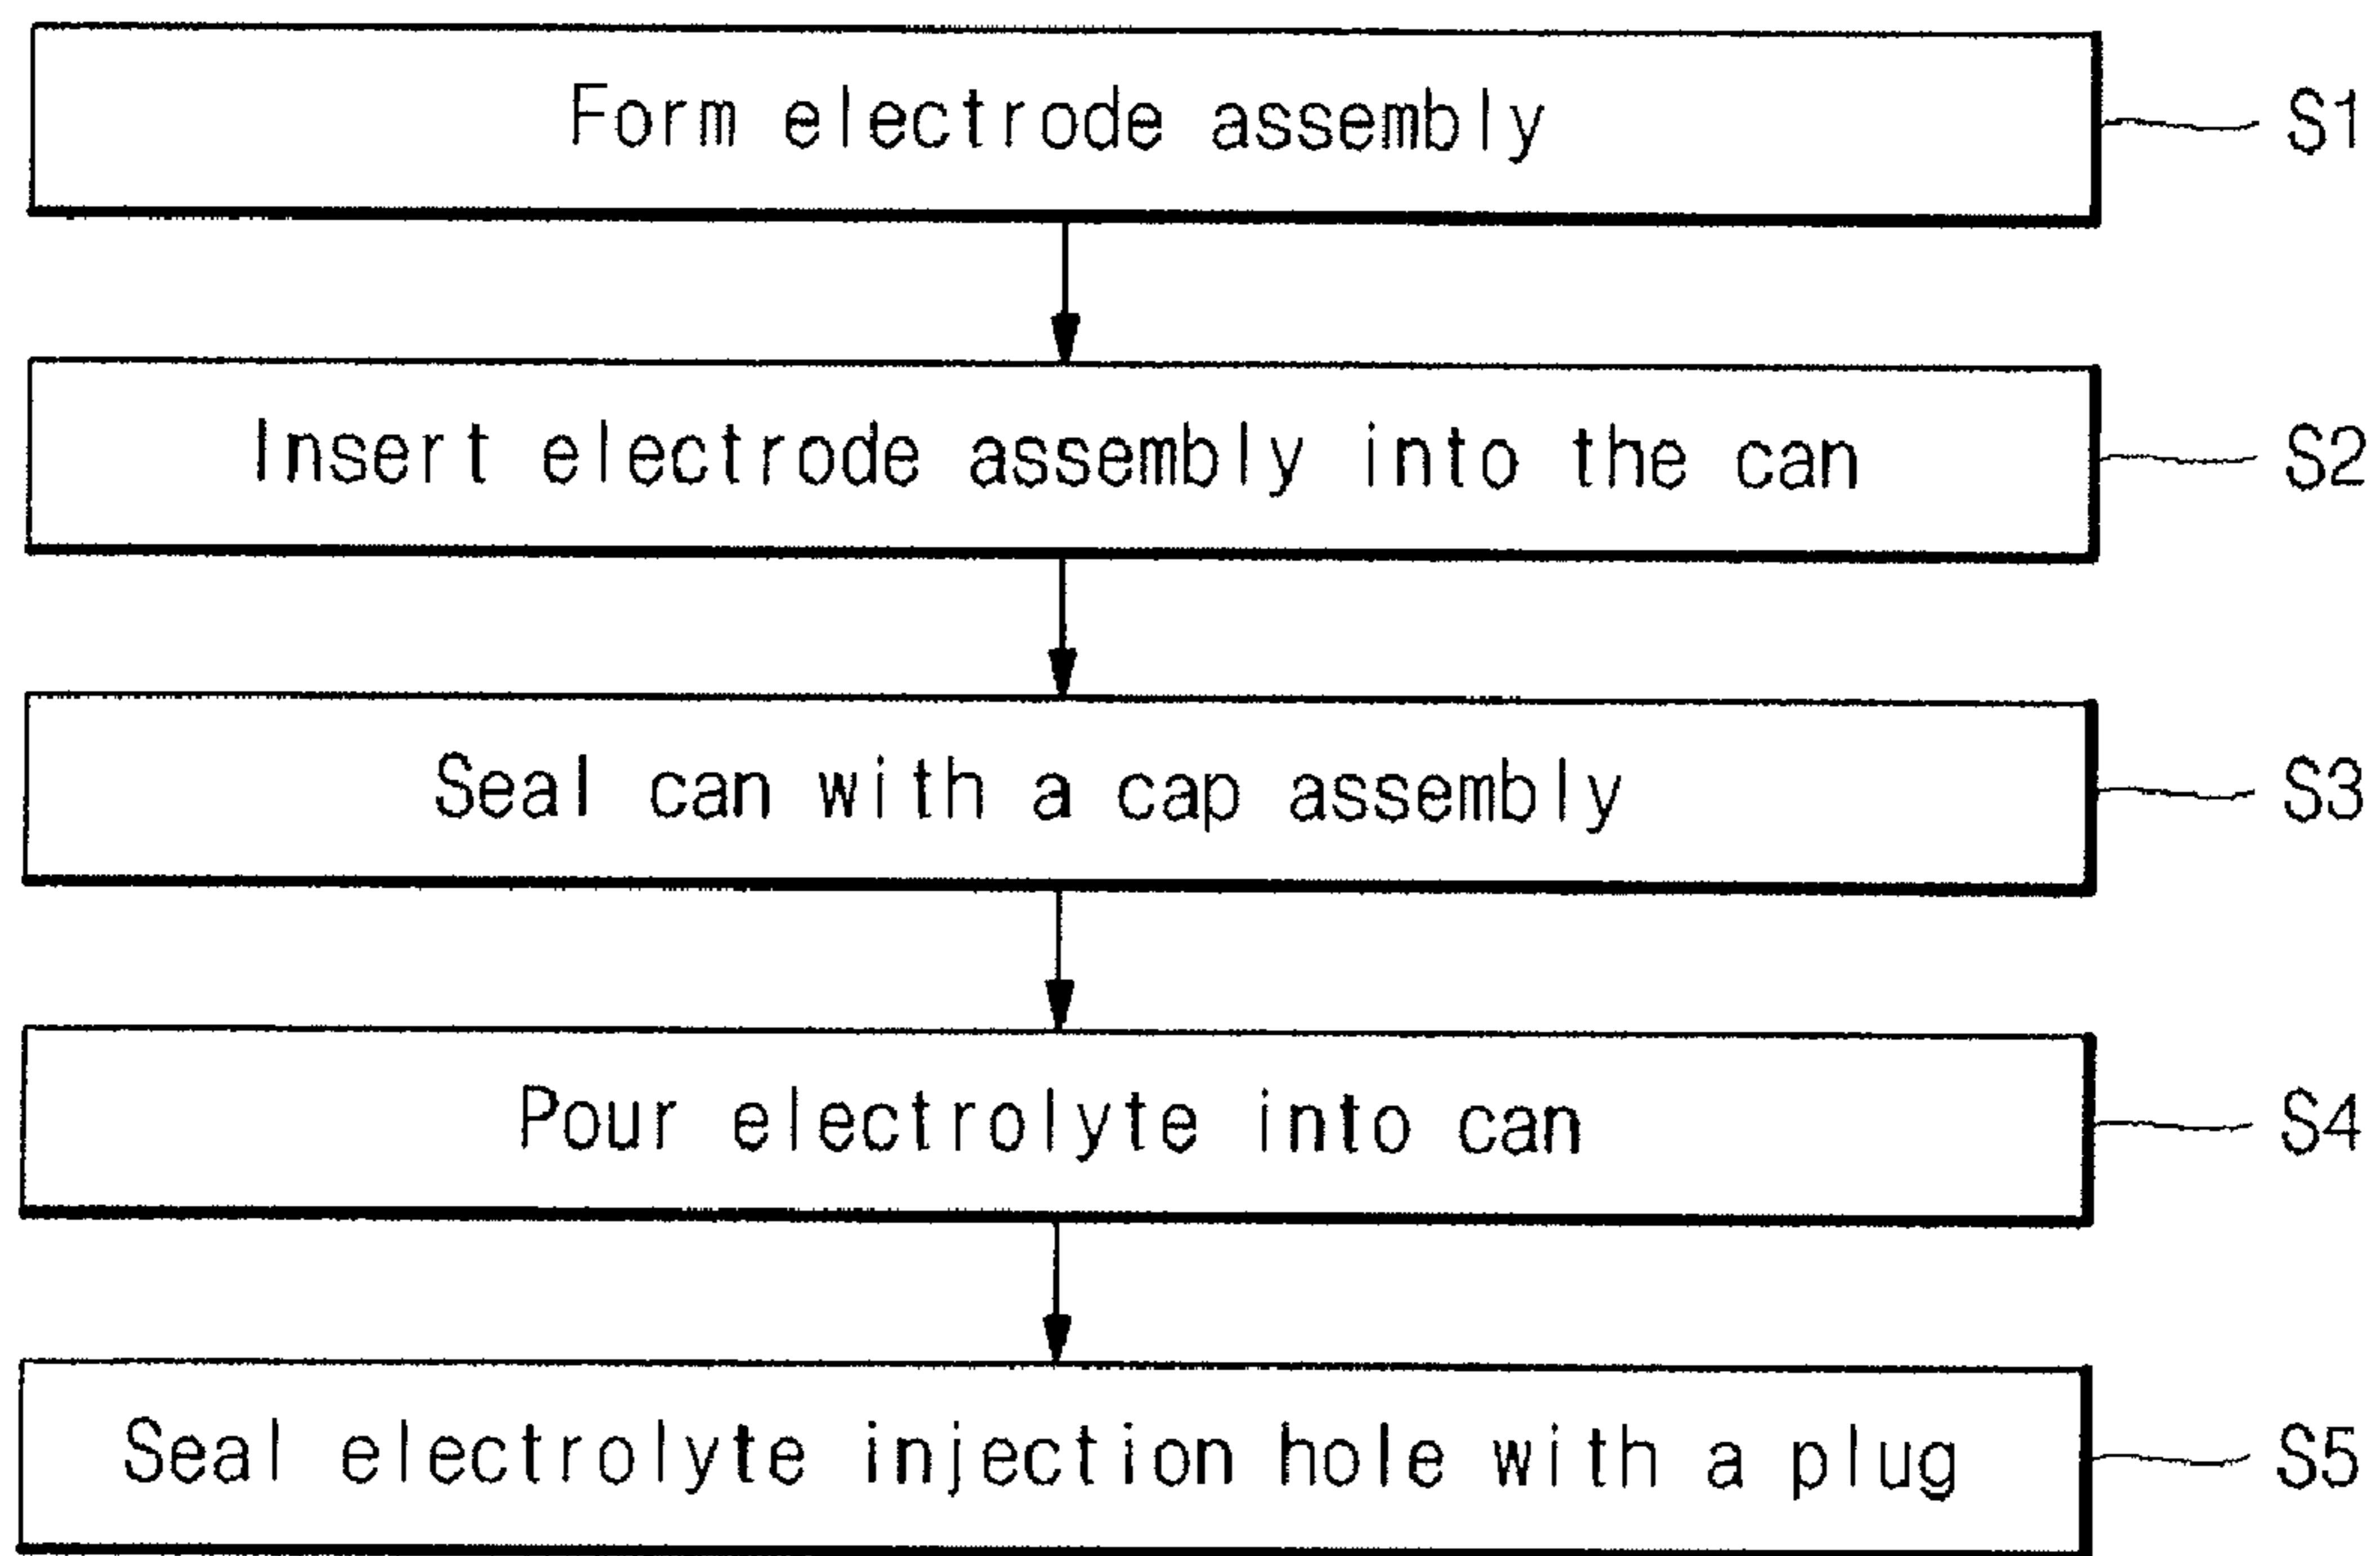 Form electrode assembly S1
Insert electrode assembly into the can S2
Seal can with a cap assembly S3
Pour electrolyte into can S4
Seal electrolyte injection hole with a plug S5